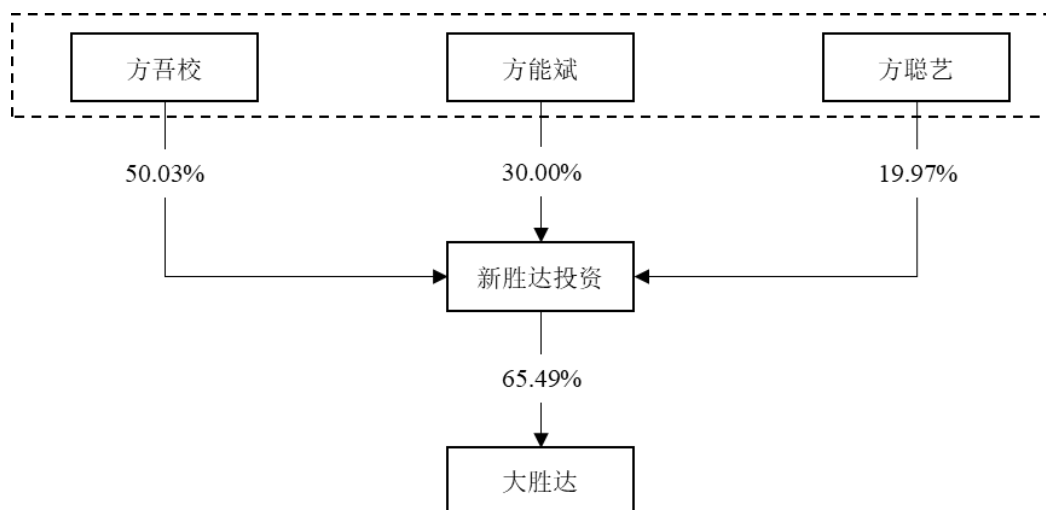 方吾校
方能斌
方聪艺
50.03%
30.00%
19.97%
新胜达投资
65.49%
大胜达